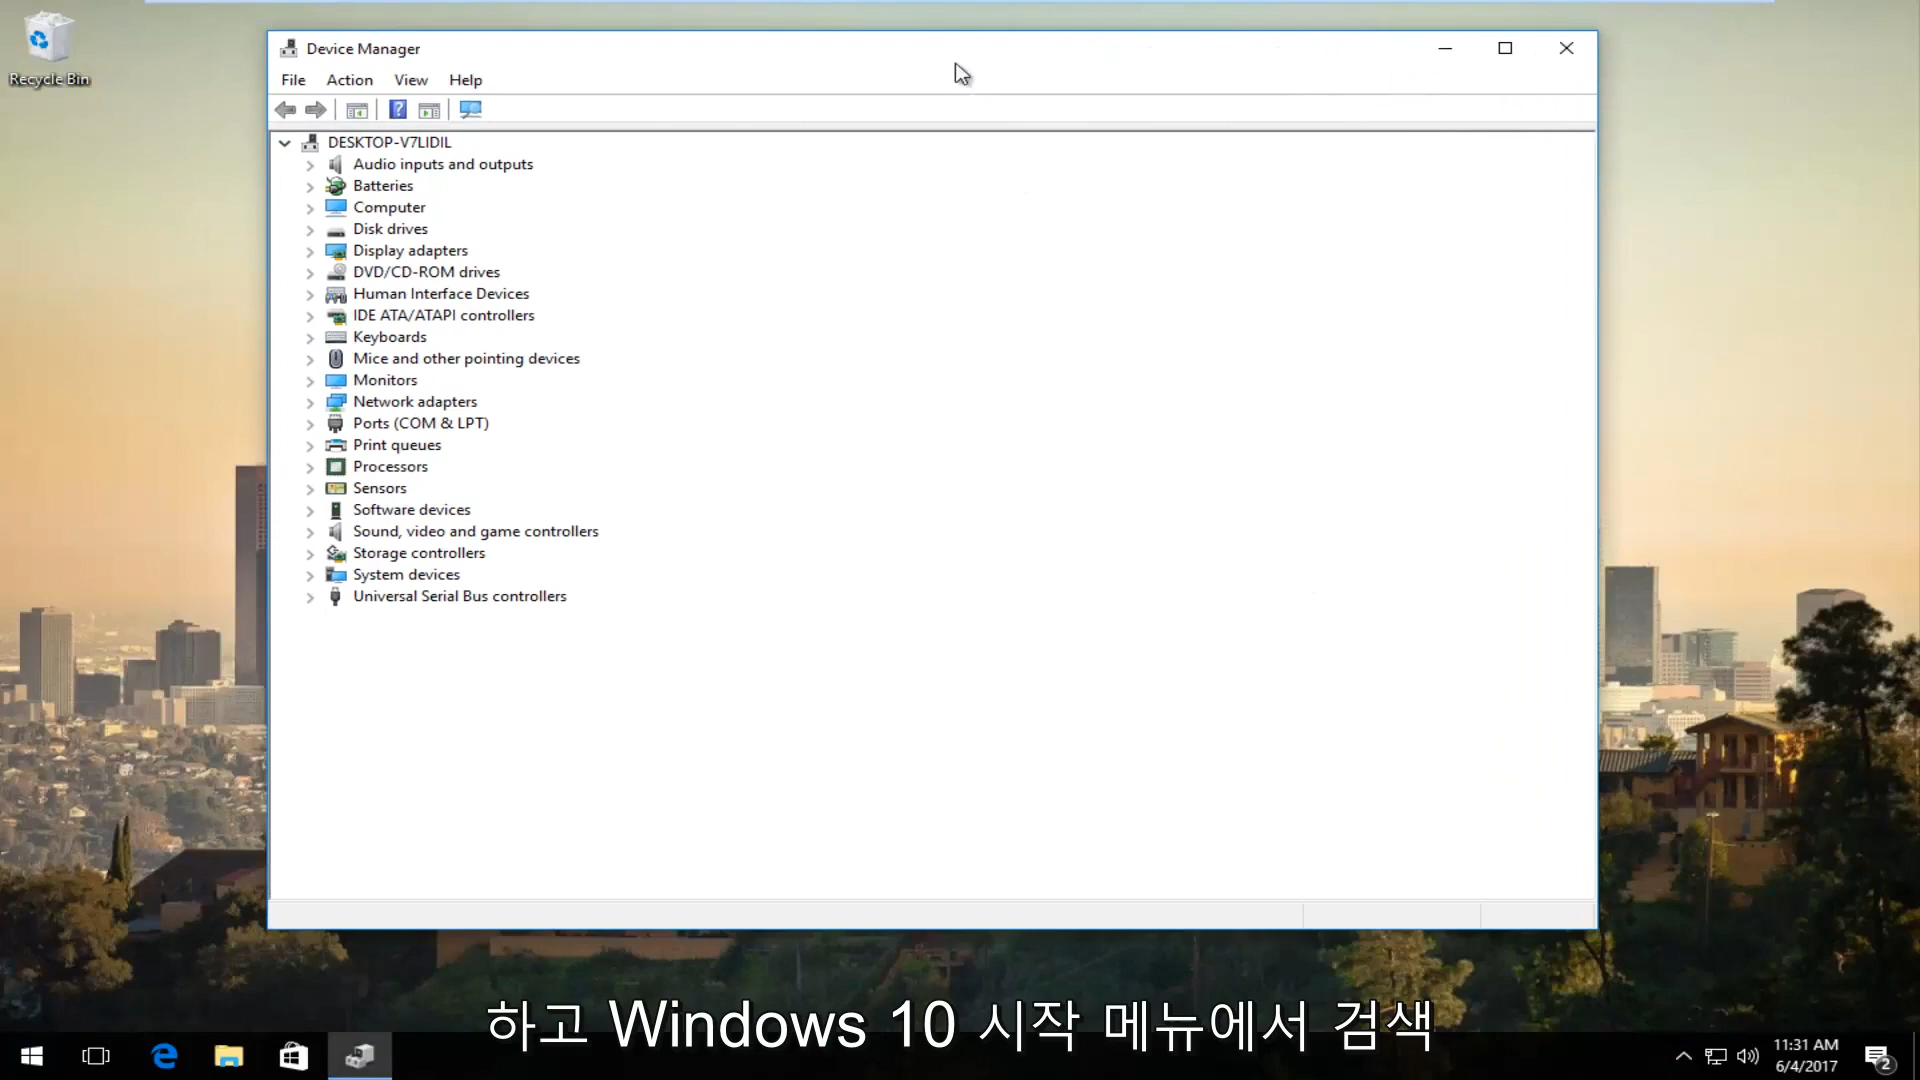 Recycle Bin
Device Manager
File Action View Help
DESKTOP-V7LIDIL
Audio inputs and outputs
Batteries
Computer
Disk drives
Display adapters
DVD/CD-ROM drives
Human Interface Devices
IDE ATA/ATAPI controllers
Keyboards
Mice and other pointing devices
Monitors
Network adapters
Ports (COM & LPT)
Print queues
Processors
Sensors
Software devices
Sound, video and game controllers
Storage controllers
System devices
Universal Serial Bus controllers
하고 Windows 10 시작 메뉴에서 검색
11:31 AM
6/4/2017
2